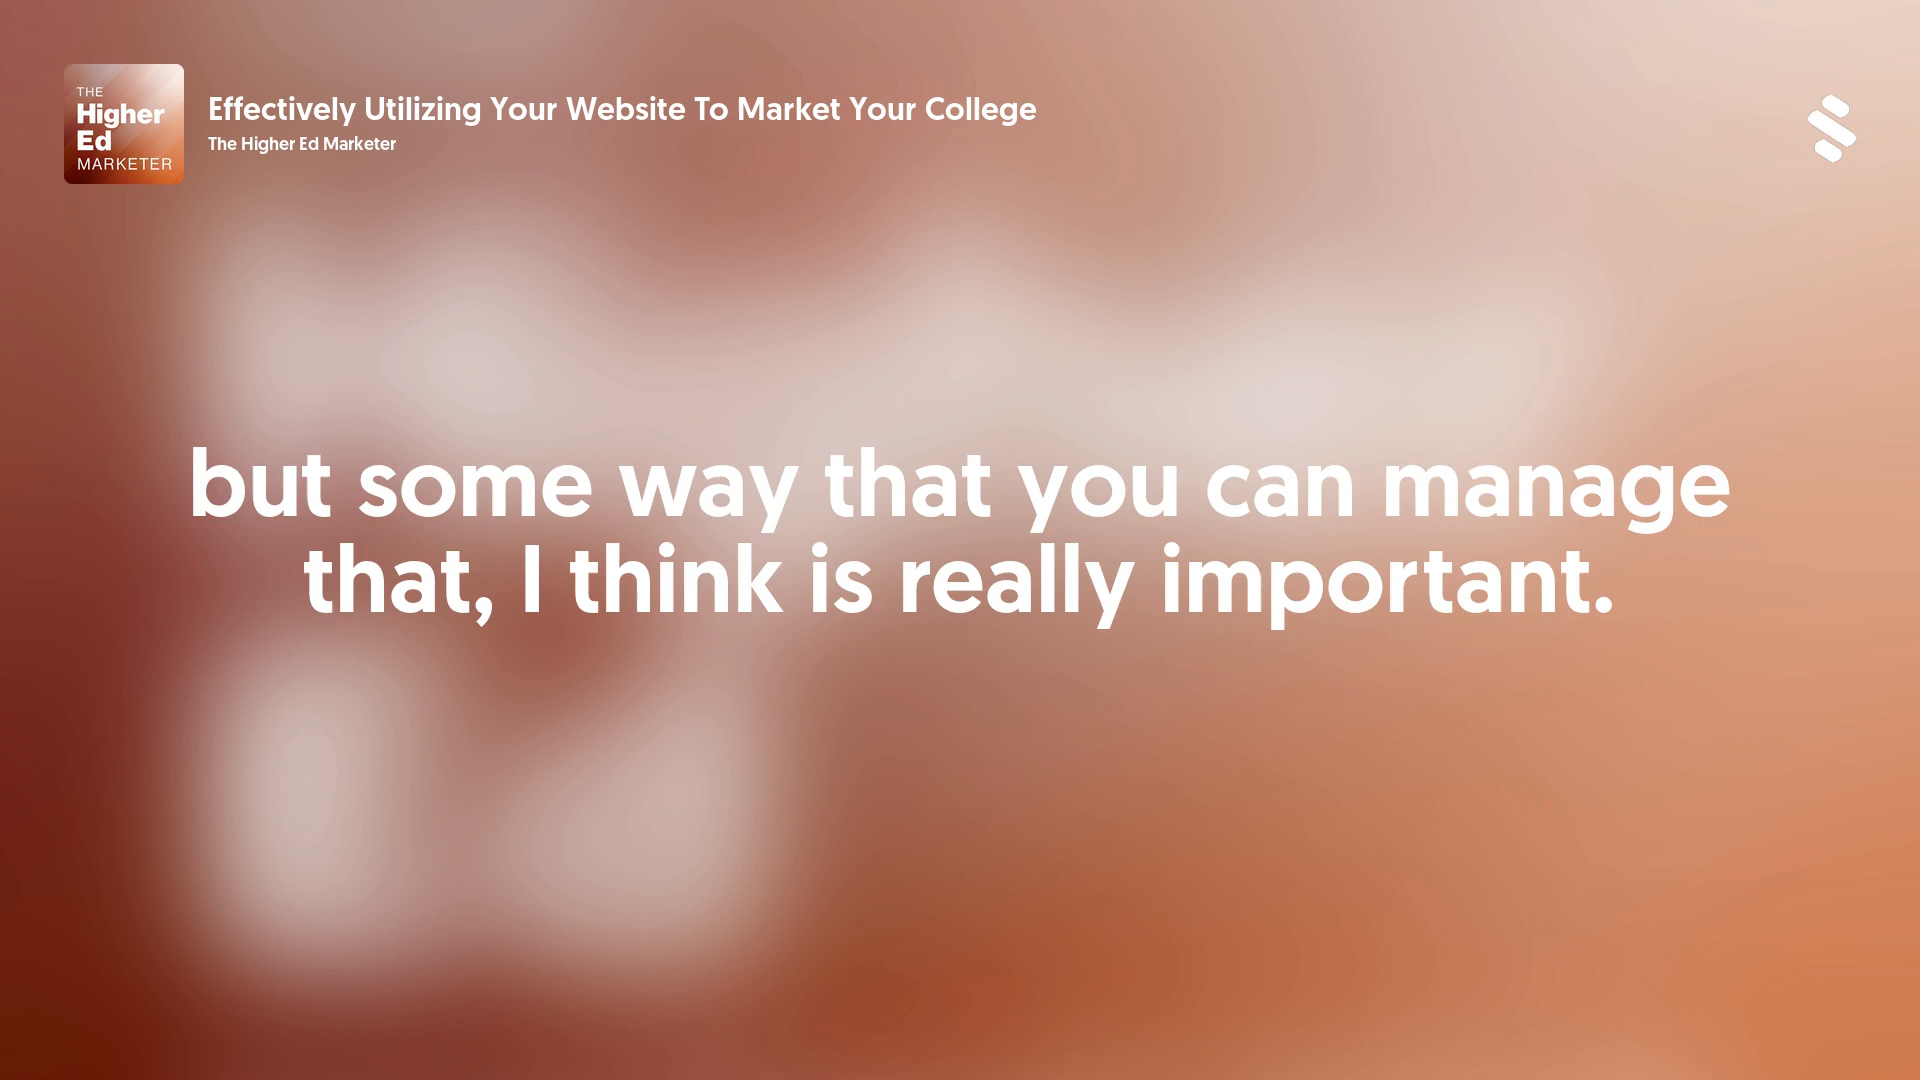 THE
Higher
Ed
MARKETER
Effectively Utilizing Your Website To Market Your College
The Higher Ed Marketer
but some way that you can manage
that, I think is really important.